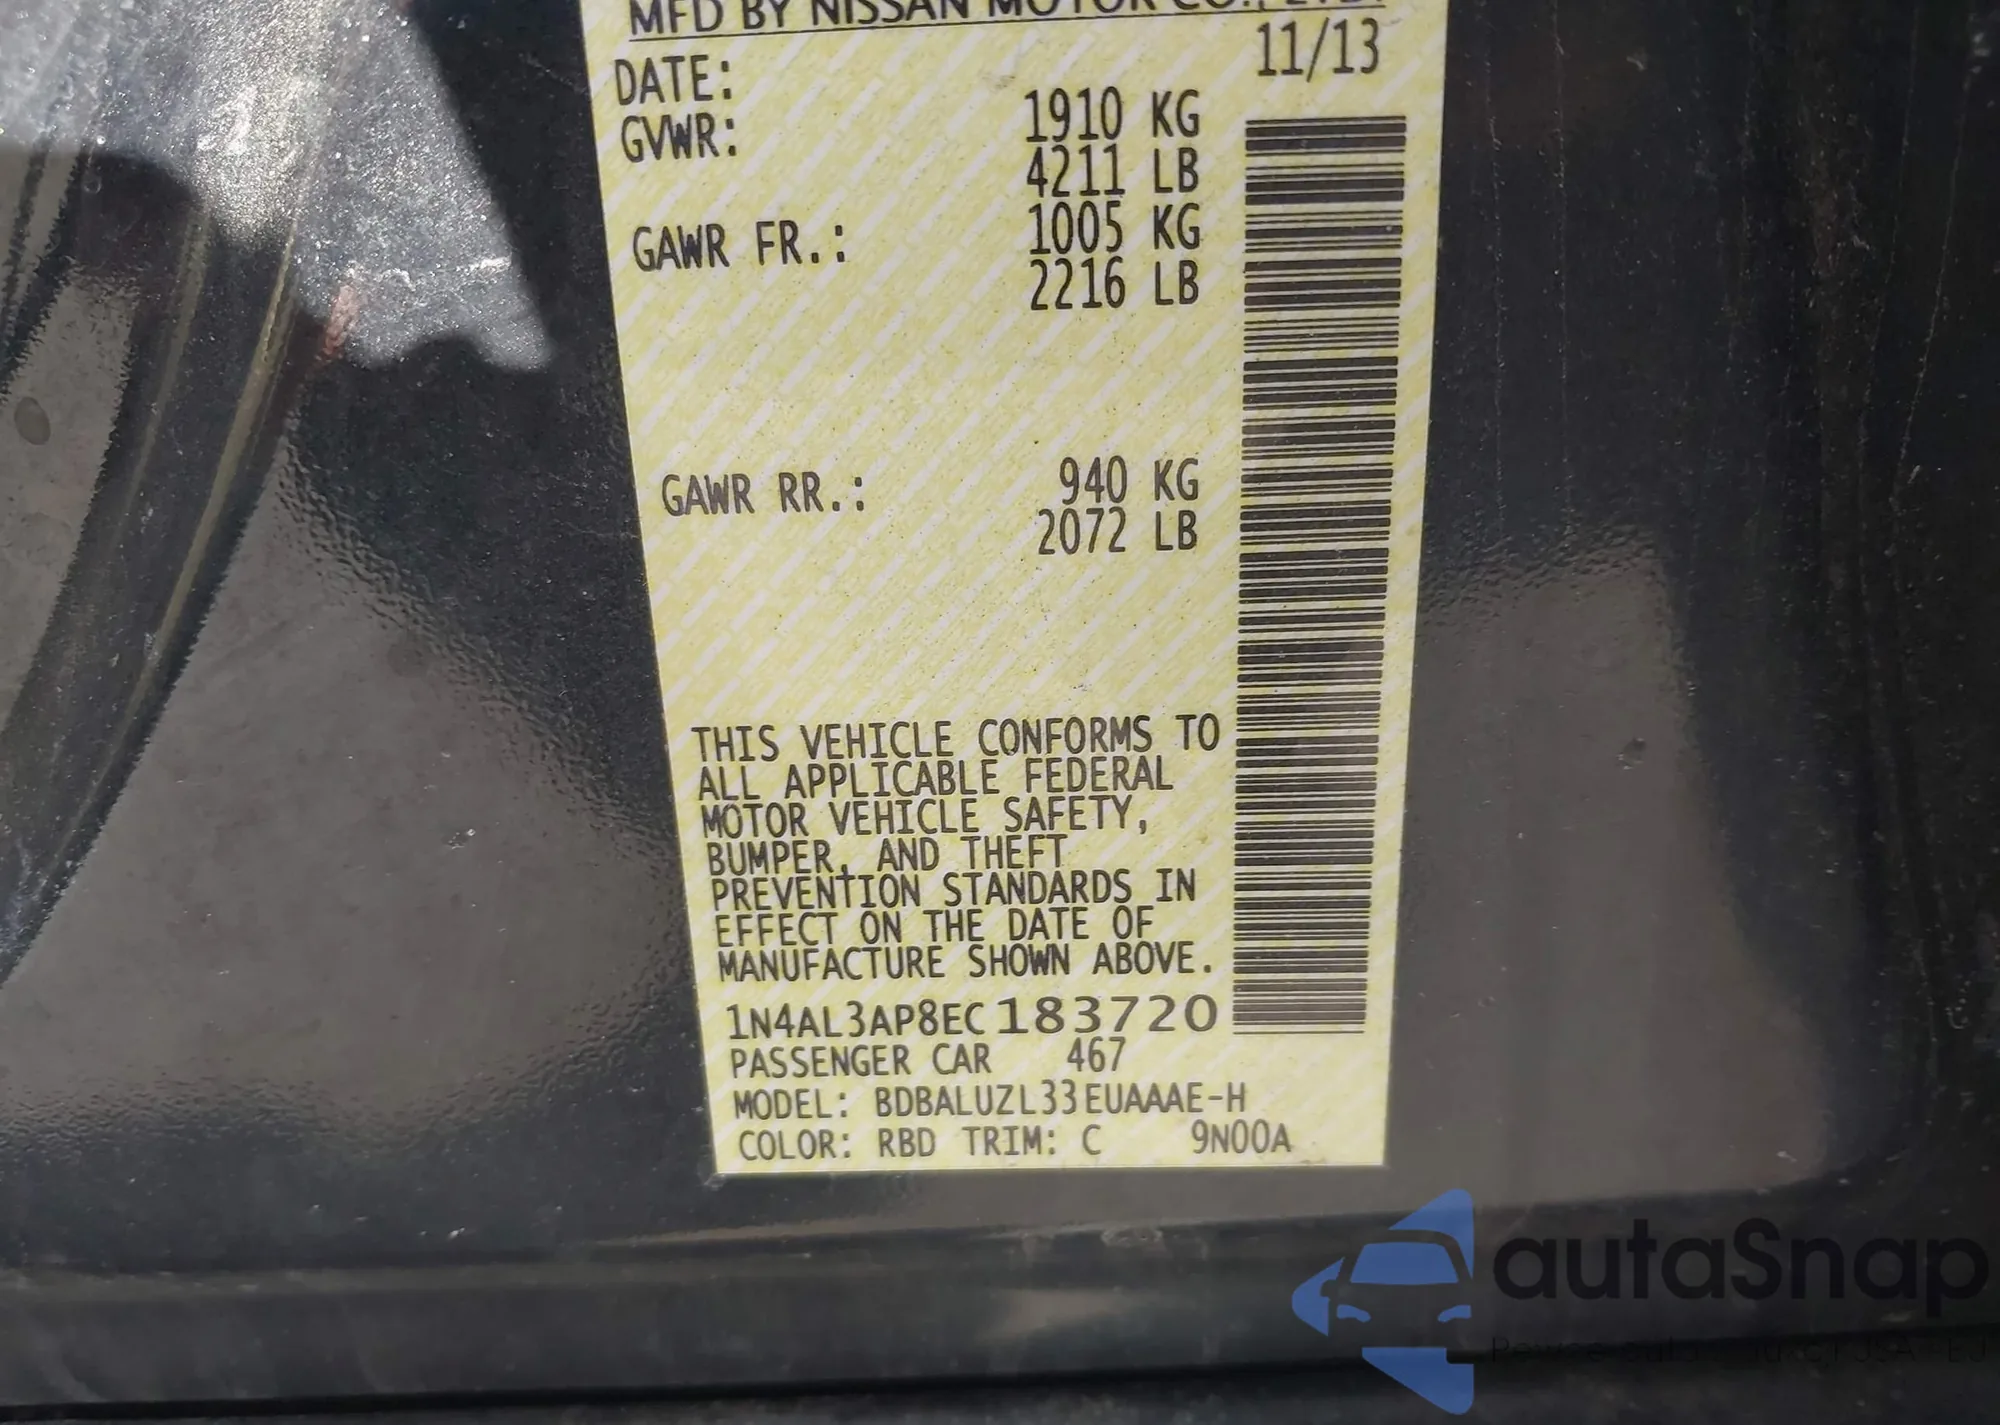 MFD BY NISSAN MOTOR CO., LTD.
DATE: 11/13
GVWR: 1910 KG
4211 LB
GAWR FR.: 1005 KG
2216 LB
GAWR RR.: 940 KG
2072 LB
THIS VEHICLE CONFORMS TO
ALL APPLICABLE FEDERAL
MOTOR VEHICLE SAFETY,
BUMPER, AND THEFT
PREVENTION STANDARDS IN
EFFECT ON THE DATE OF
MANUFACTURE SHOWN ABOVE.
1N4AL3AP8EC183720
PASSENGER CAR 467
MODEL: BDBALUZL33EUAAAE-H
COLOR: RBD TRIM: C 9N00A
autaSnap
USA